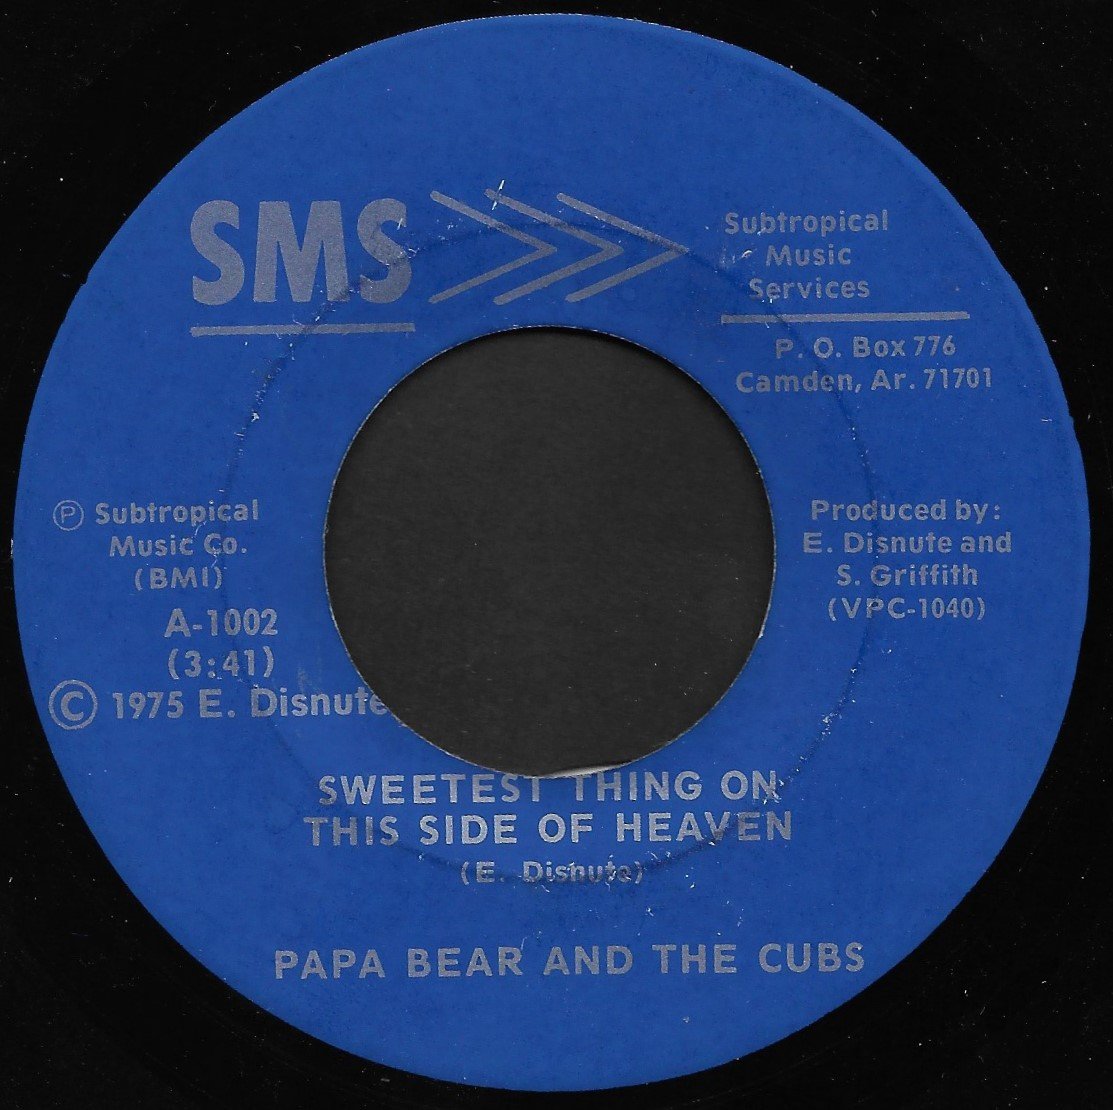 SMS
Subtropical
Music
Services
P. O. Box 776
Camden, Ar. 71701
Ⓟ Subtropical
Music Co.
(BMI)
A-1002
(3:41)
© 1975 E. Disnute
Produced by:
E. Disnute and
S. Griffith
(VPC-1040)
SWEETEST THING ON
THIS SIDE OF HEAVEN
(E. Disnute)
PAPA BEAR AND THE CUBS